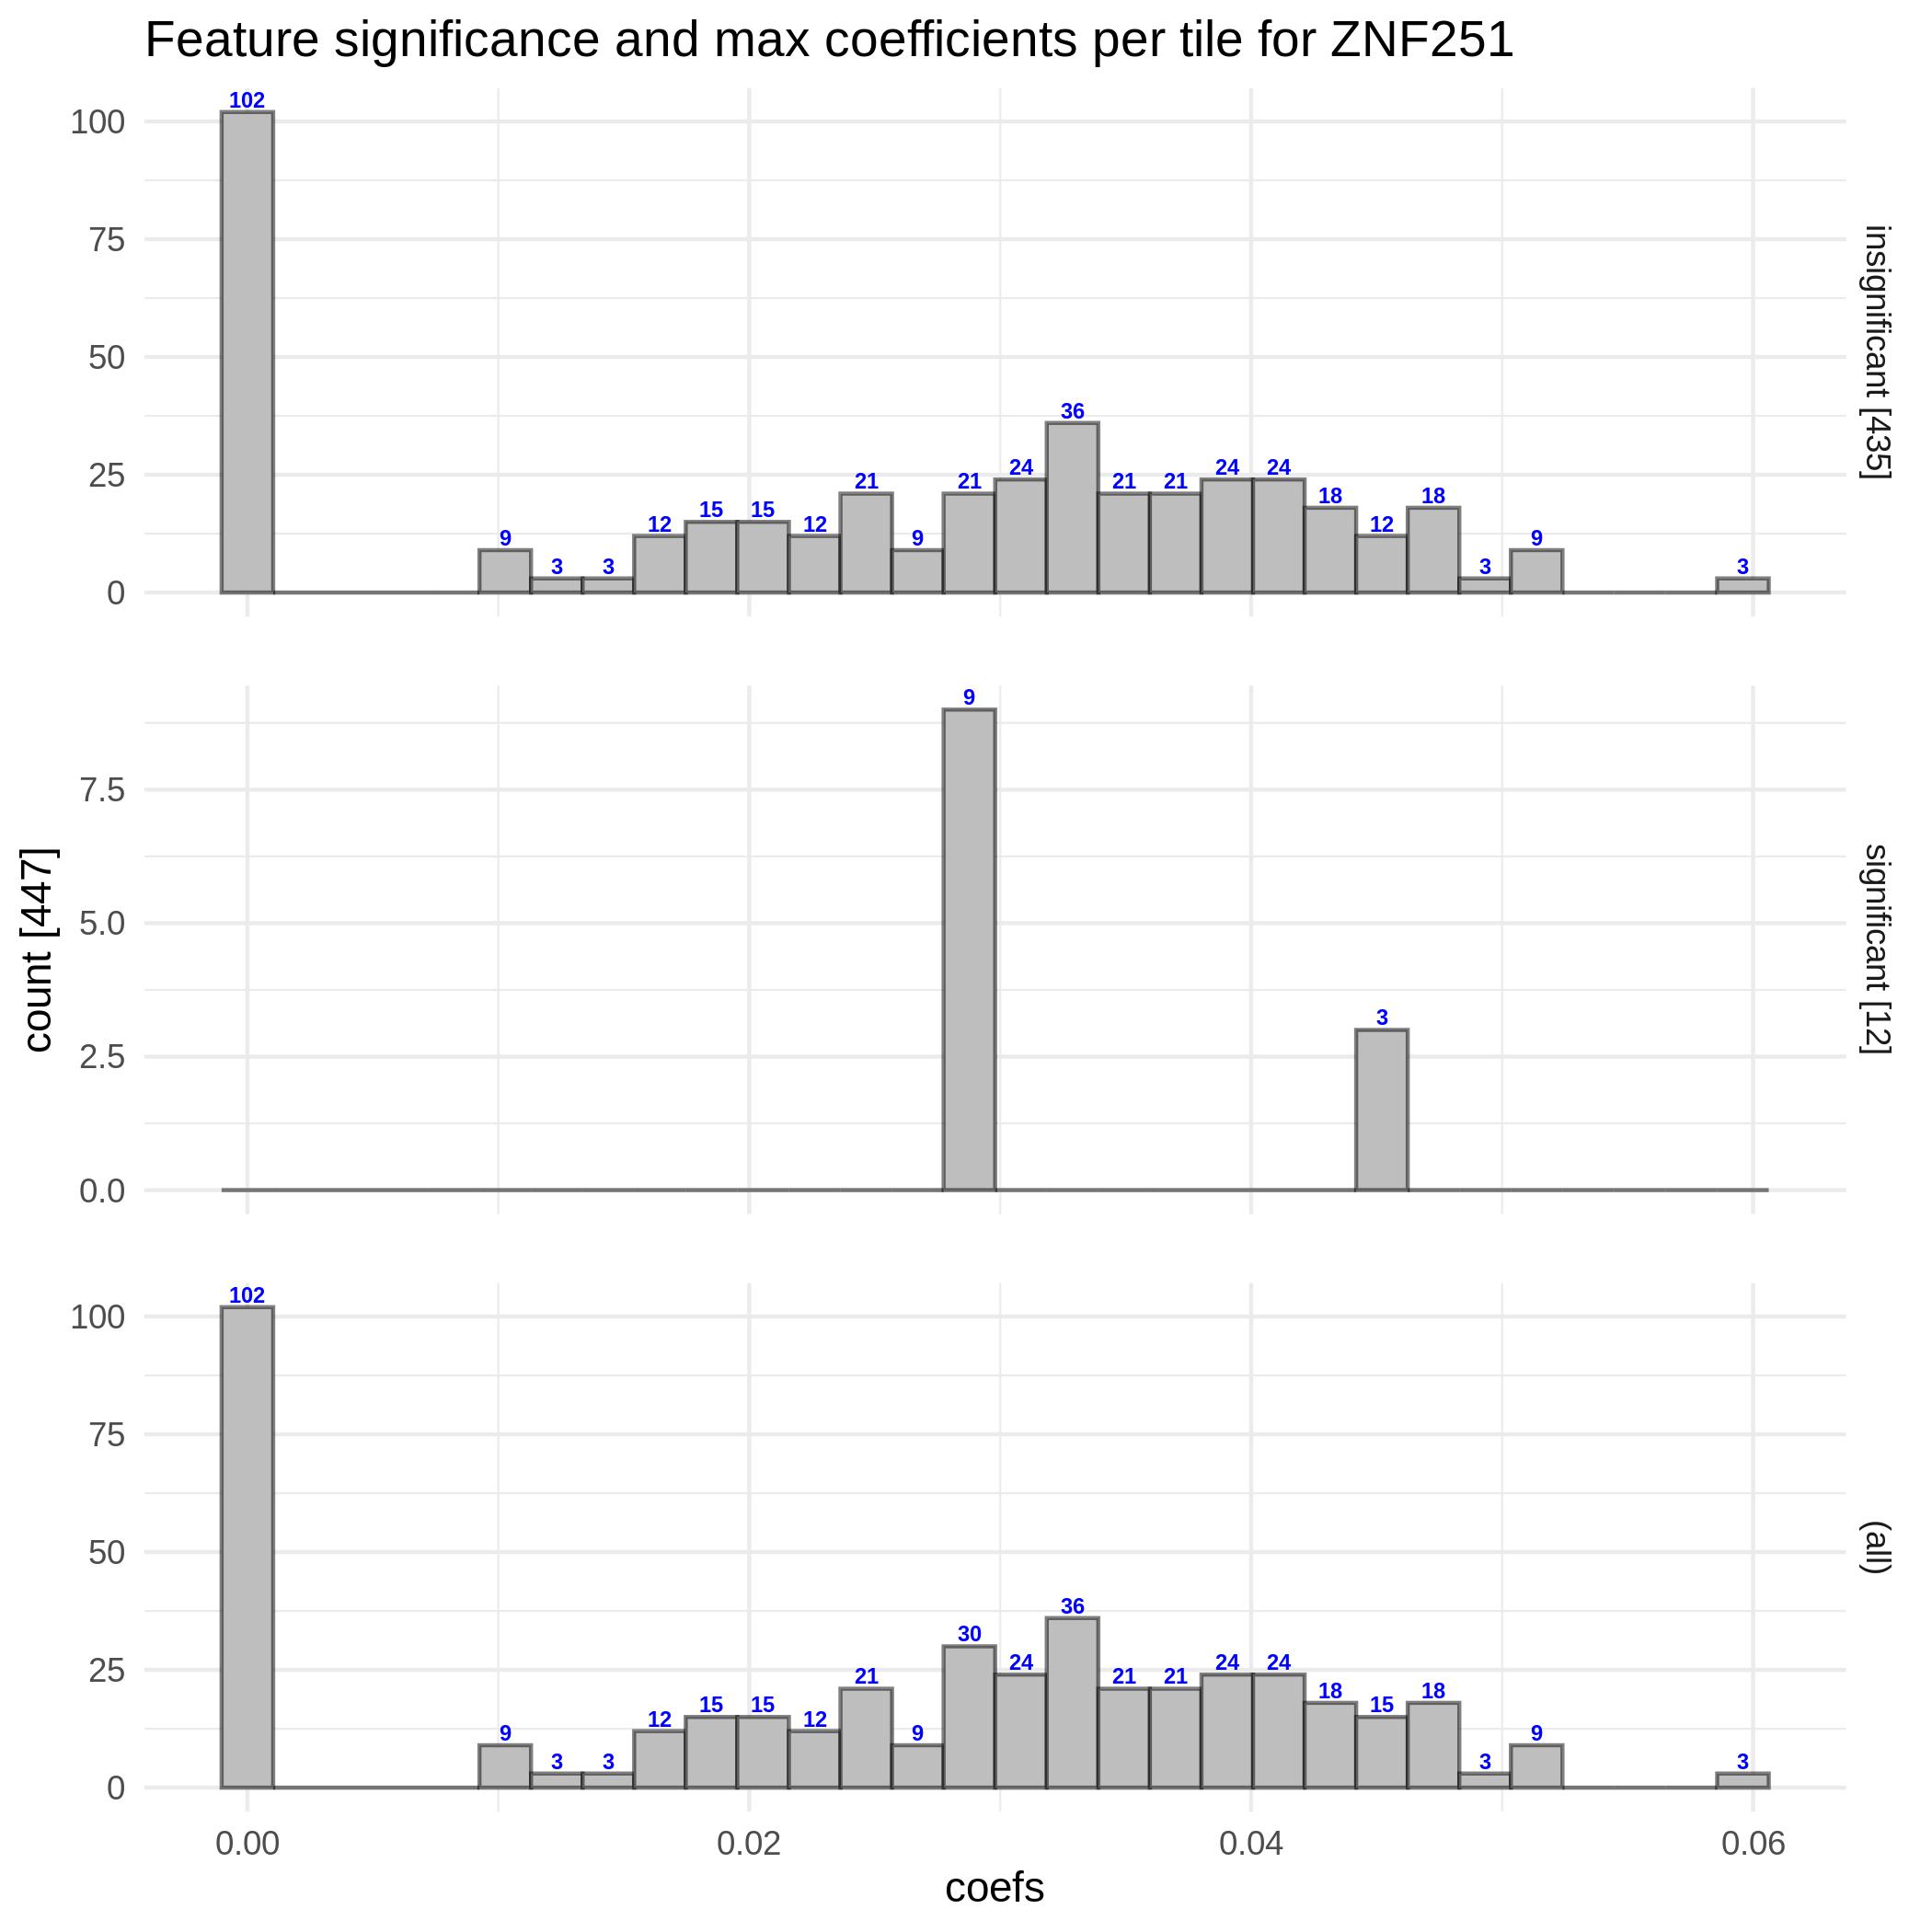 Feature significance and max coefficients per tile for ZNF251
count [447]
102
100
75
50
25
0
9 3 3 12 15 15 12 21 9 21 24 36 21 21 24 24 18 12 18 3 9 3
insignificant [435]
9
7.5
5.0
2.5
0.0
3
significant [12]
102
100
75
50
25
0
9 3 3 12 15 15 12 21 9 30 24 36 21 21 24 24 18 15 18 3 9 3
(all)
0.00 0.02 0.04 0.06
coefs